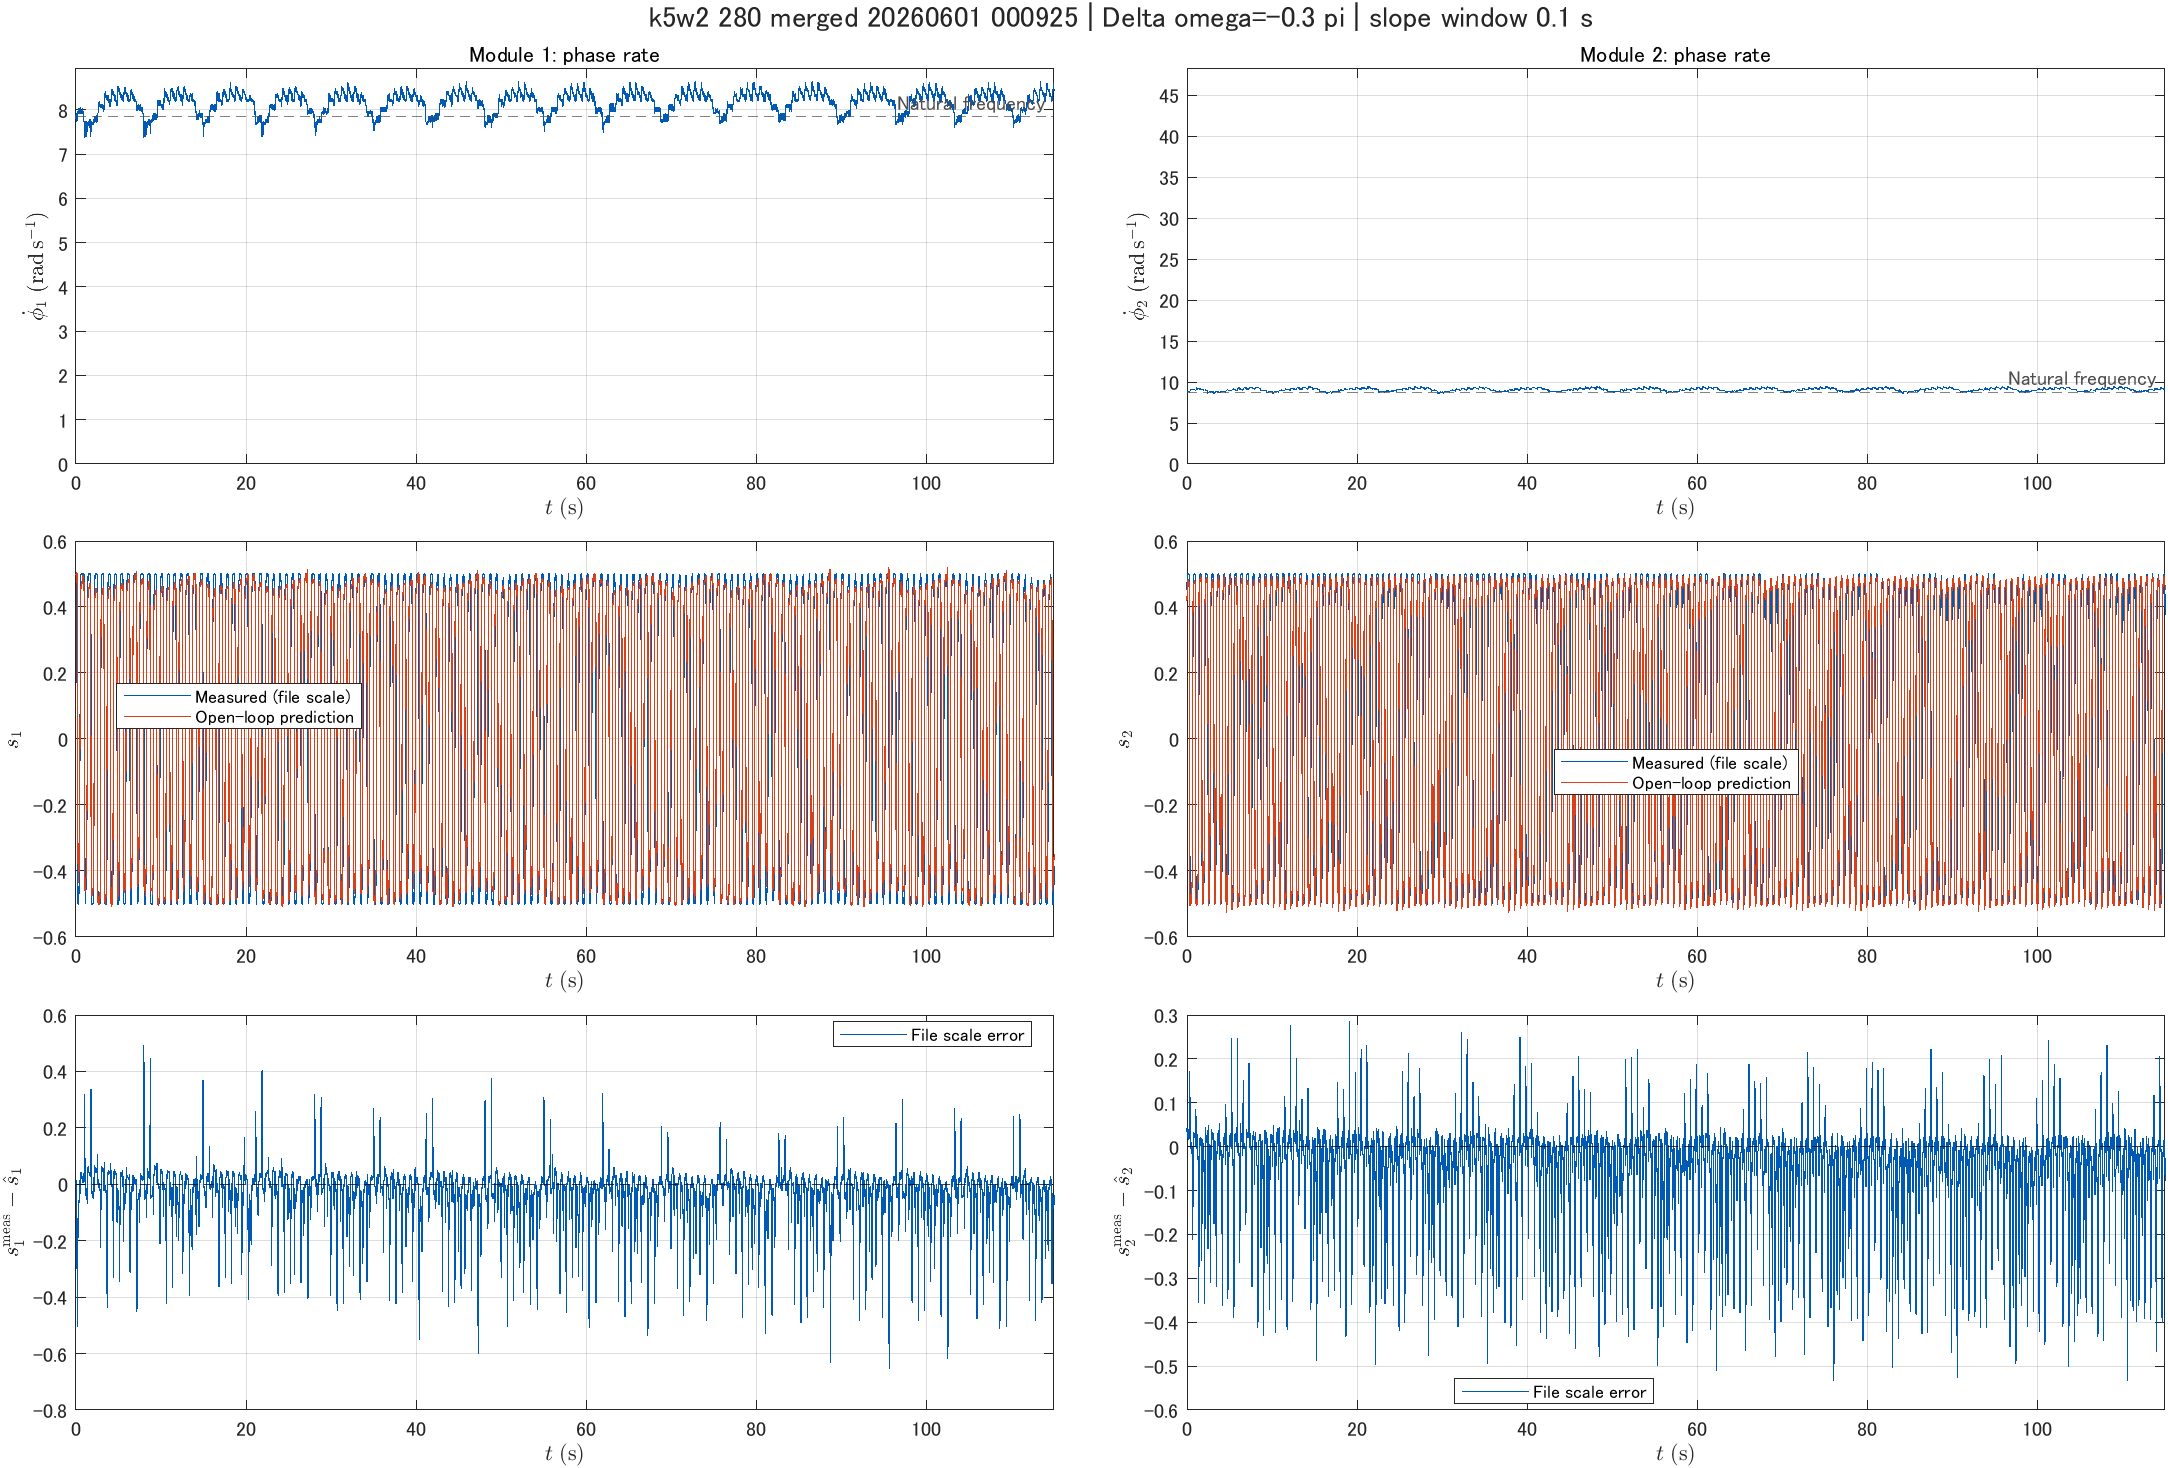 k5w2 280 merged 20260601 000925 | Delta omega=-0.3 pi | slope window 0.1 s
Module 1: phase rate
8
7
6
5
4
3
2
1
0
Natural frequency
ϕ̇₁ (rad s⁻¹)
0 20 40 60 80 100
t (s)
Module 2: phase rate
45
40
35
30
25
20
15
10
5
0
Natural frequency
ϕ̇₂ (rad s⁻¹)
0 20 40 60 80 100
t (s)
0.6
0.4
0.2
0
-0.2
-0.4
-0.6
s₁
Measured (file scale)
Open-loop prediction
0 20 40 60 80 100
t (s)
0.6
0.4
0.2
0
-0.2
-0.4
-0.6
s₂
Measured (file scale)
Open-loop prediction
0 20 40 60 80 100
t (s)
0.6
0.4
0.2
0
-0.2
-0.4
-0.6
-0.8
s₁ᵐᵉᵃˢ − ŝ₁
File scale error
0 20 40 60 80 100
t (s)
0.3
0.2
0.1
0
-0.1
-0.2
-0.3
-0.4
-0.5
-0.6
s₂ᵐᵉᵃˢ − ŝ₂
File scale error
0 20 40 60 80 100
t (s)